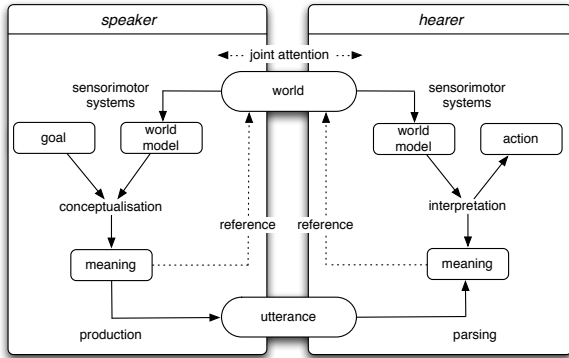 speaker
hearer
joint attention
world
sensorimotor
systems
sensorimotor
systems
goal
world
model
world
model
action
conceptualisation
interpretation
reference
reference
meaning
meaning
utterance
production
parsing